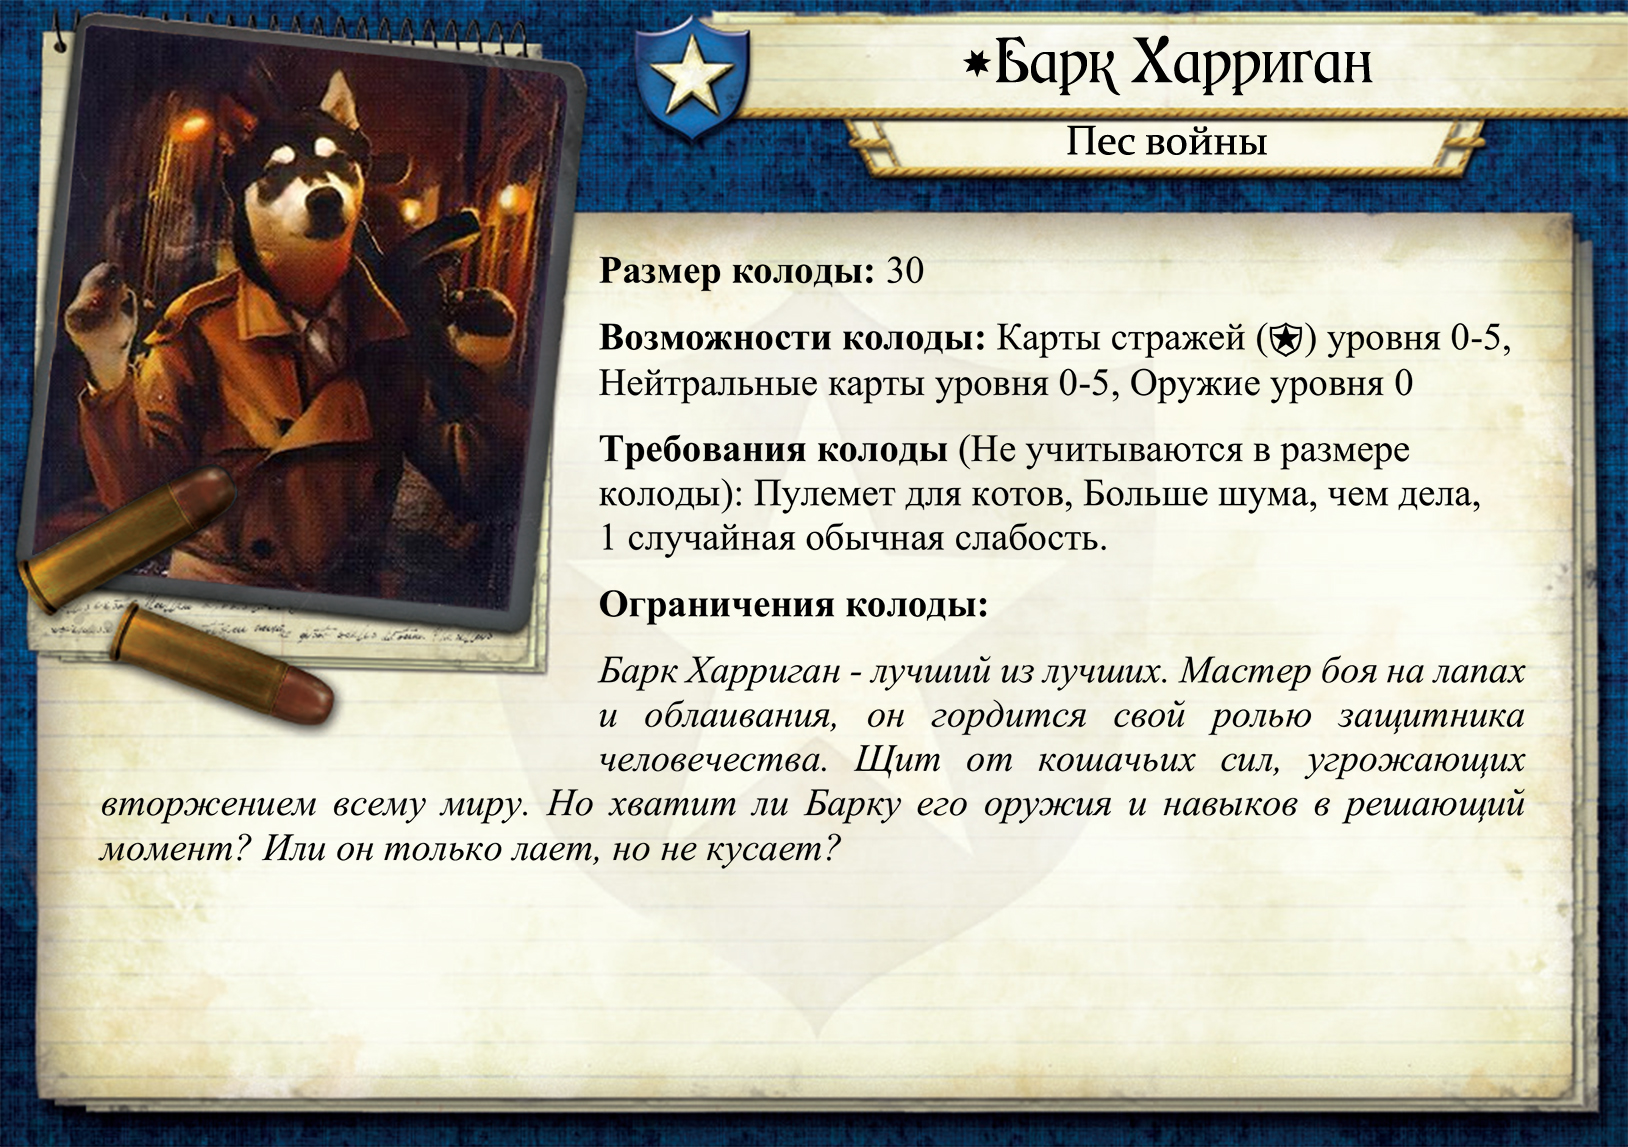 Барк Харриган
Пес войны
Размер колоды: 30
Возможности колоды: Карты стражей () уровня 0-5,
Нейтральные карты уровня 0-5, Оружие уровня 0
Требования колоды (Не учитываются в размере
колоды): Пулемет для котов, Больше шума, чем дела,
1 случайная обычная слабость.
Ограничения колоды:
Барк Харриган - лучший из лучших. Мастер боя на лапах
и облаивания, он гордится свой ролью защитника
человечества. Щит от кошачьих сил, угрожающих
вторжением всему миру. Но хватит ли Барку его оружия и навыков в решающий
момент? Или он только лает, но не кусает?